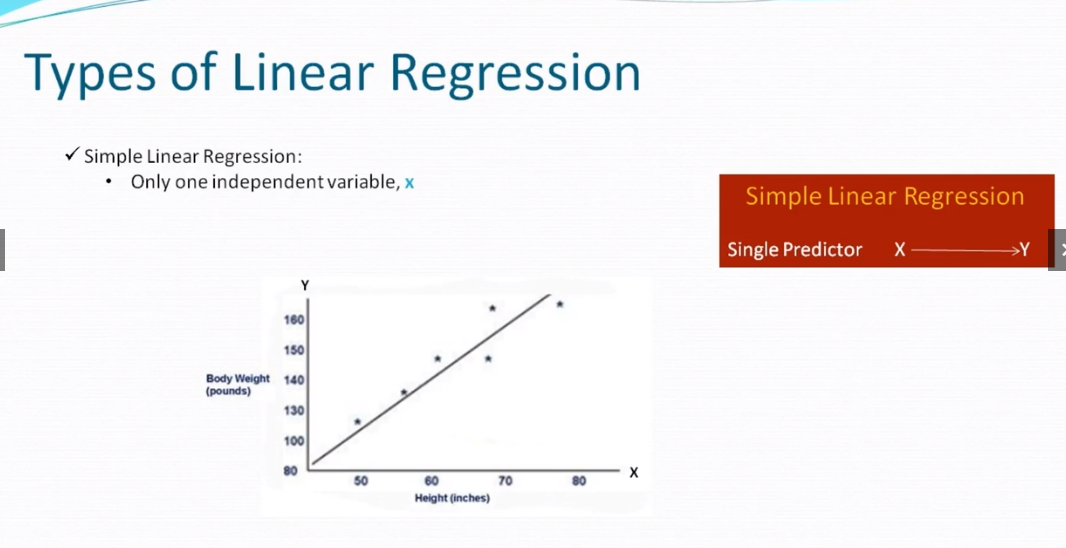 Types of Linear Regression
✓ Simple Linear Regression:
• Only one independent variable, x
Simple Linear Regression
Single Predictor X → Y
Y
160
150
Body Weight
(pounds)
140
130
100
80
50 60 70 80
X
Height (inches)